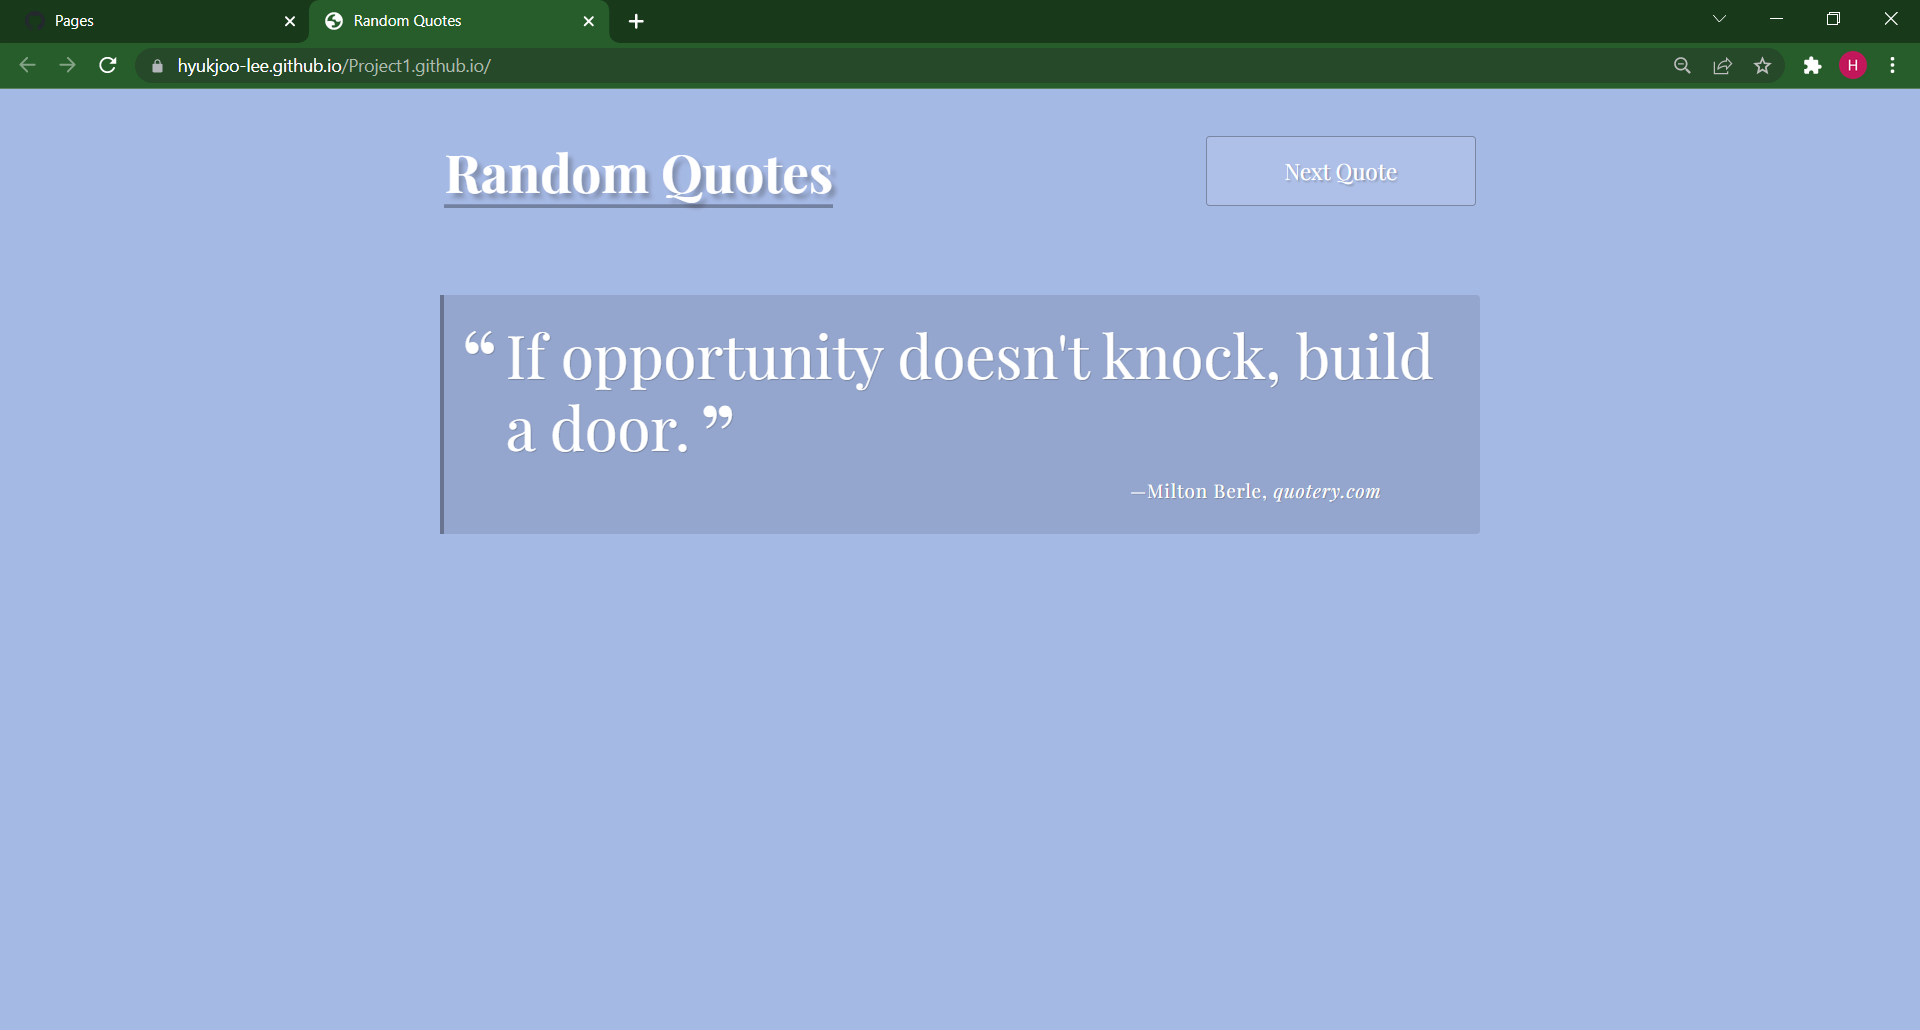 Pages
Random Quotes
hyukjoo-lee.github.io/Project1.github.io/
H
Random Quotes
Next Quote
❝ If opportunity doesn't knock, build
a door. ❞
—Milton Berle, quotery.com